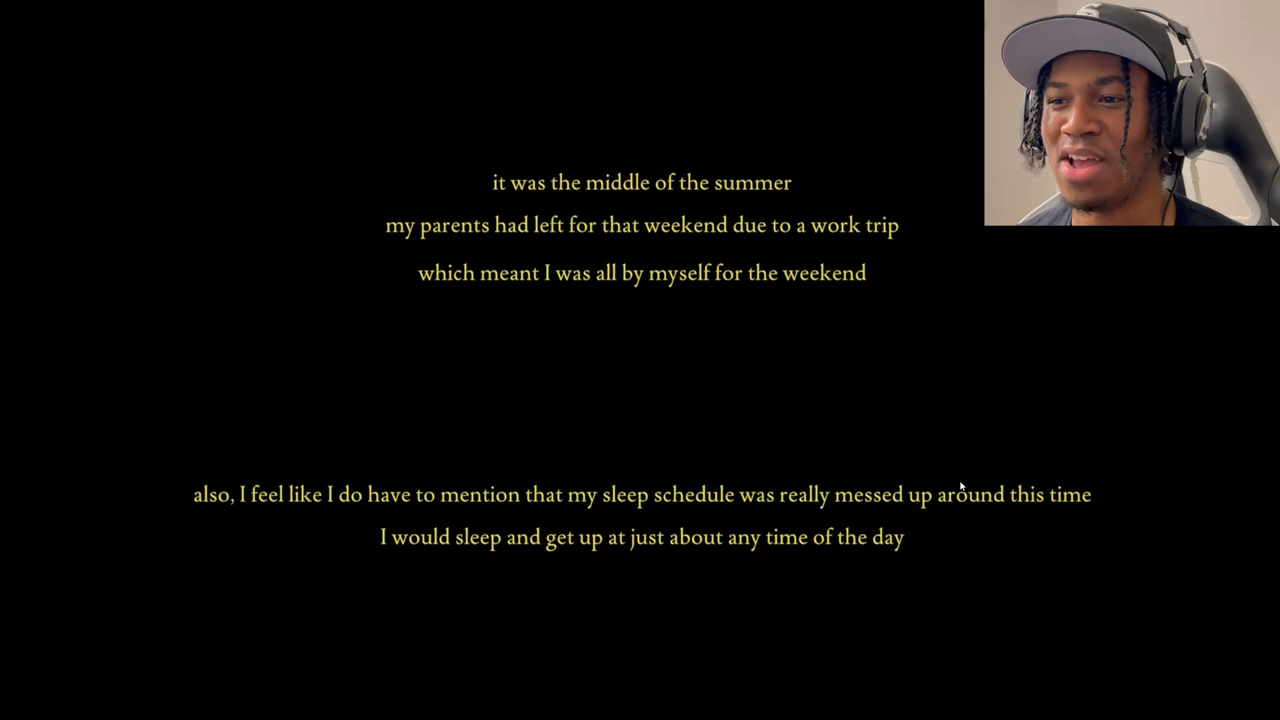 it was the middle of the summer
my parents had left for that weekend due to a work trip
which meant I was all by myself for the weekend
also, I feel like I do have to mention that my sleep schedule was really messed up around this time
I would sleep and get up at just about any time of the day